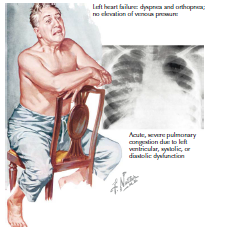 Left heart failure: dyspnea and orthopnea;
no elevation of venous pressure
Acute, severe pulmonary
congestion due to left
ventricular, systolic, or
diastolic dysfunction